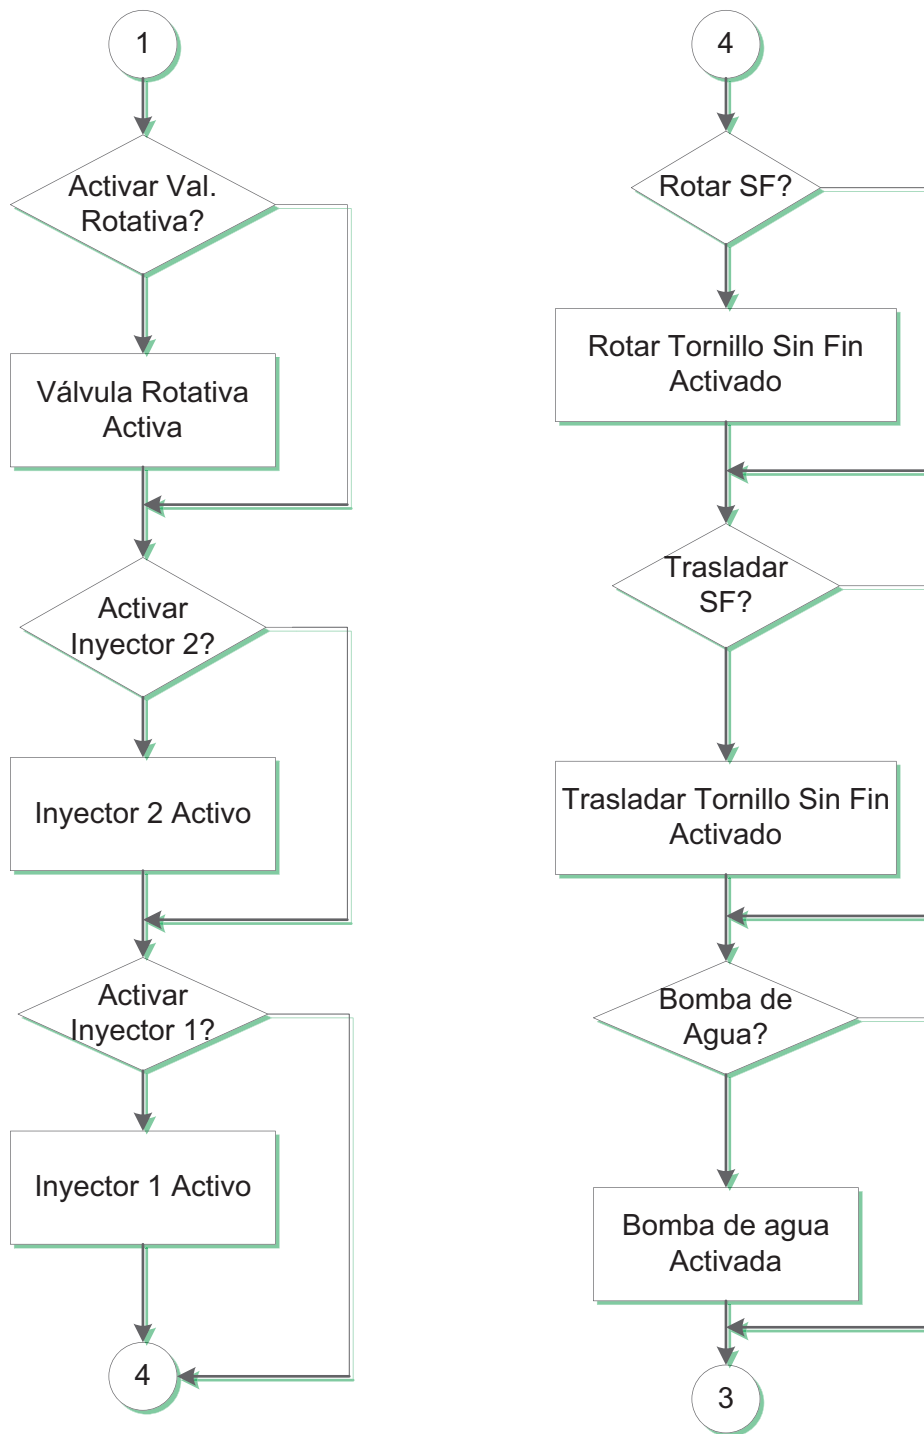 1
Activar Val.
Rotativa?
Válvula Rotativa
Activa
Activar
Inyector 2?
Inyector 2 Activo
Activar
Inyector 1?
Inyector 1 Activo
4
4
Rotar SF?
Rotar Tornillo Sin Fin
Activado
Trasladar
SF?
Trasladar Tornillo Sin Fin
Activado
Bomba de
Agua?
Bomba de agua
Activada
3